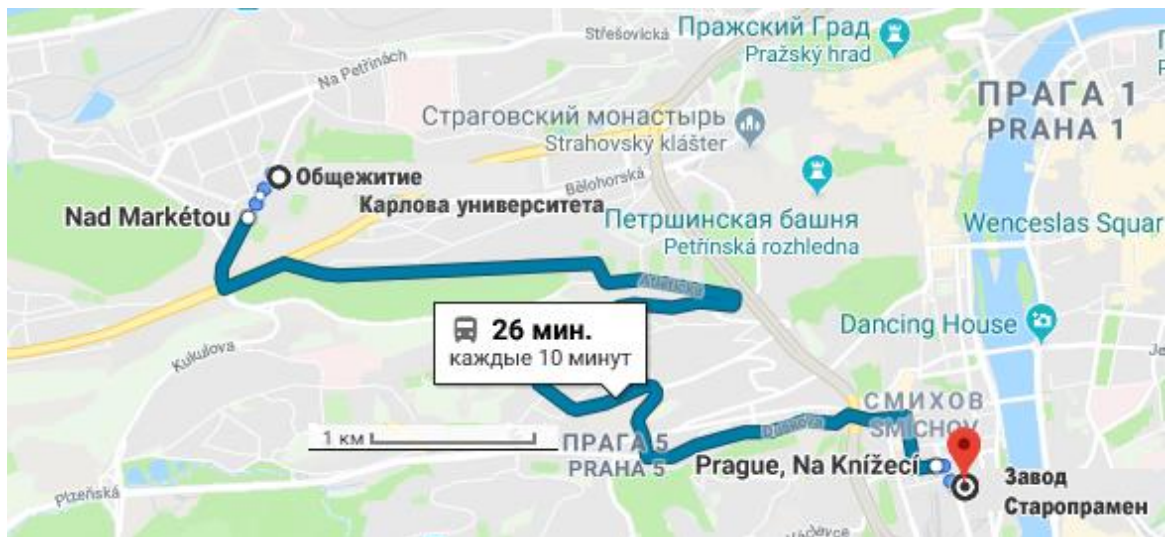 Střešovická
Пражский Град
Pražský hrad
Na Petřinách
ПРАГА 1
PRAHA 1
Страговский монастырь
Strahovský klášter
Общежитие
Карлова университета
Bělohorská
Nad Markétou
Петршинская башня
Petřínská rozhledna
Wenceslas Squar
26 мин.
каждые 10 минут
Dancing House
Je
Kukulova
СМИХОВ
SMÍCHOV
1 км
ПРАГА 5
PRAHA 5
Plzeňská
Prague, Na Knížecí
Завод
Старопрамен